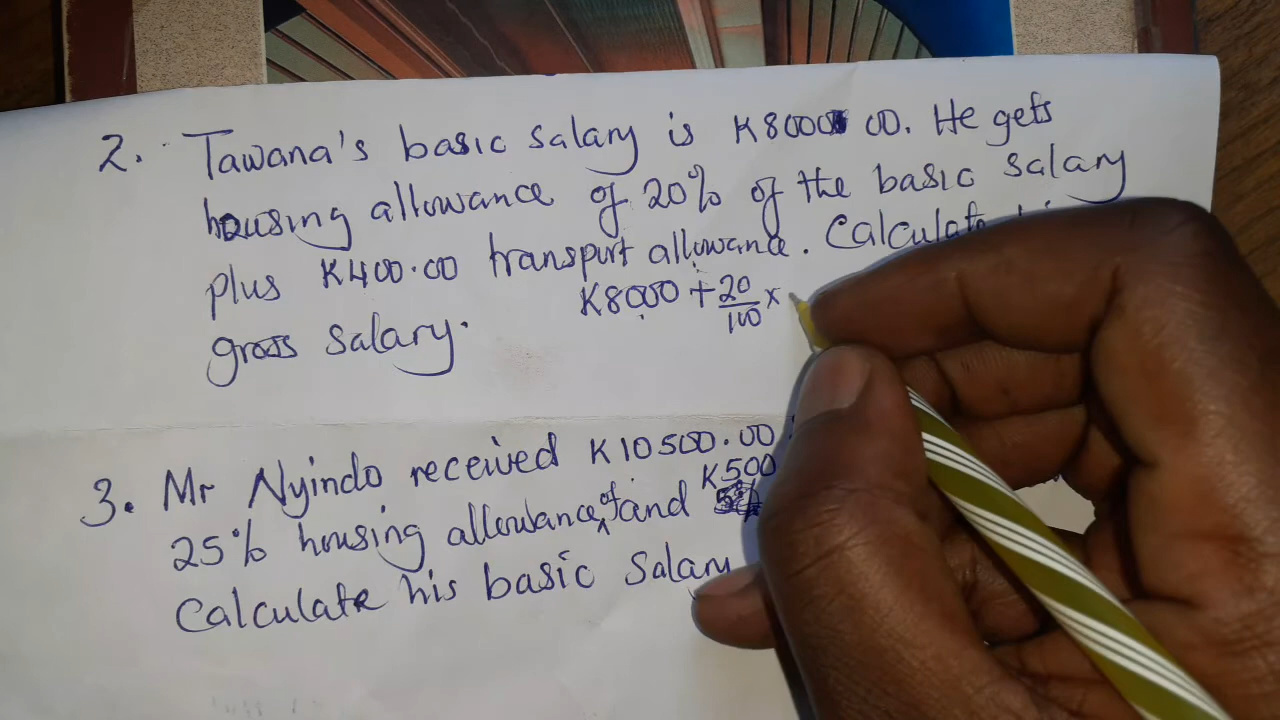 2. Tawana's basic salary is K8000 00. He gets
housing allowance of 20% of the basic salary
plus K400.00 transport allowance. Calculate
gross salary.
K8000 + 20/100 ×
3. Mr Nyindo received K10500.00
25% housing allowance of and K500
Calculate his basic Salary